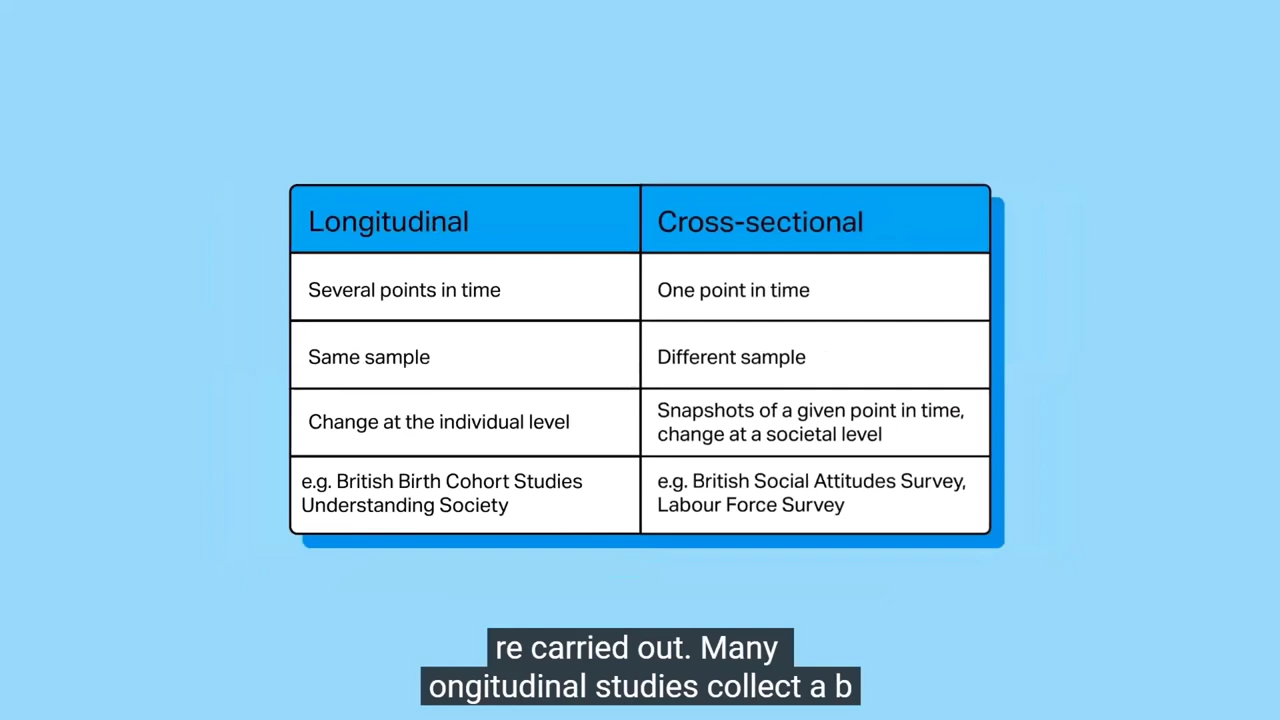 Longitudinal
Cross-sectional
Several points in time
One point in time
Same sample
Different sample
Change at the individual level
Snapshots of a given point in time,
change at a societal level
e.g. British Birth Cohort Studies
Understanding Society
e.g. British Social Attitudes Survey,
Labour Force Survey
re carried out. Many
ongitudinal studies collect a b